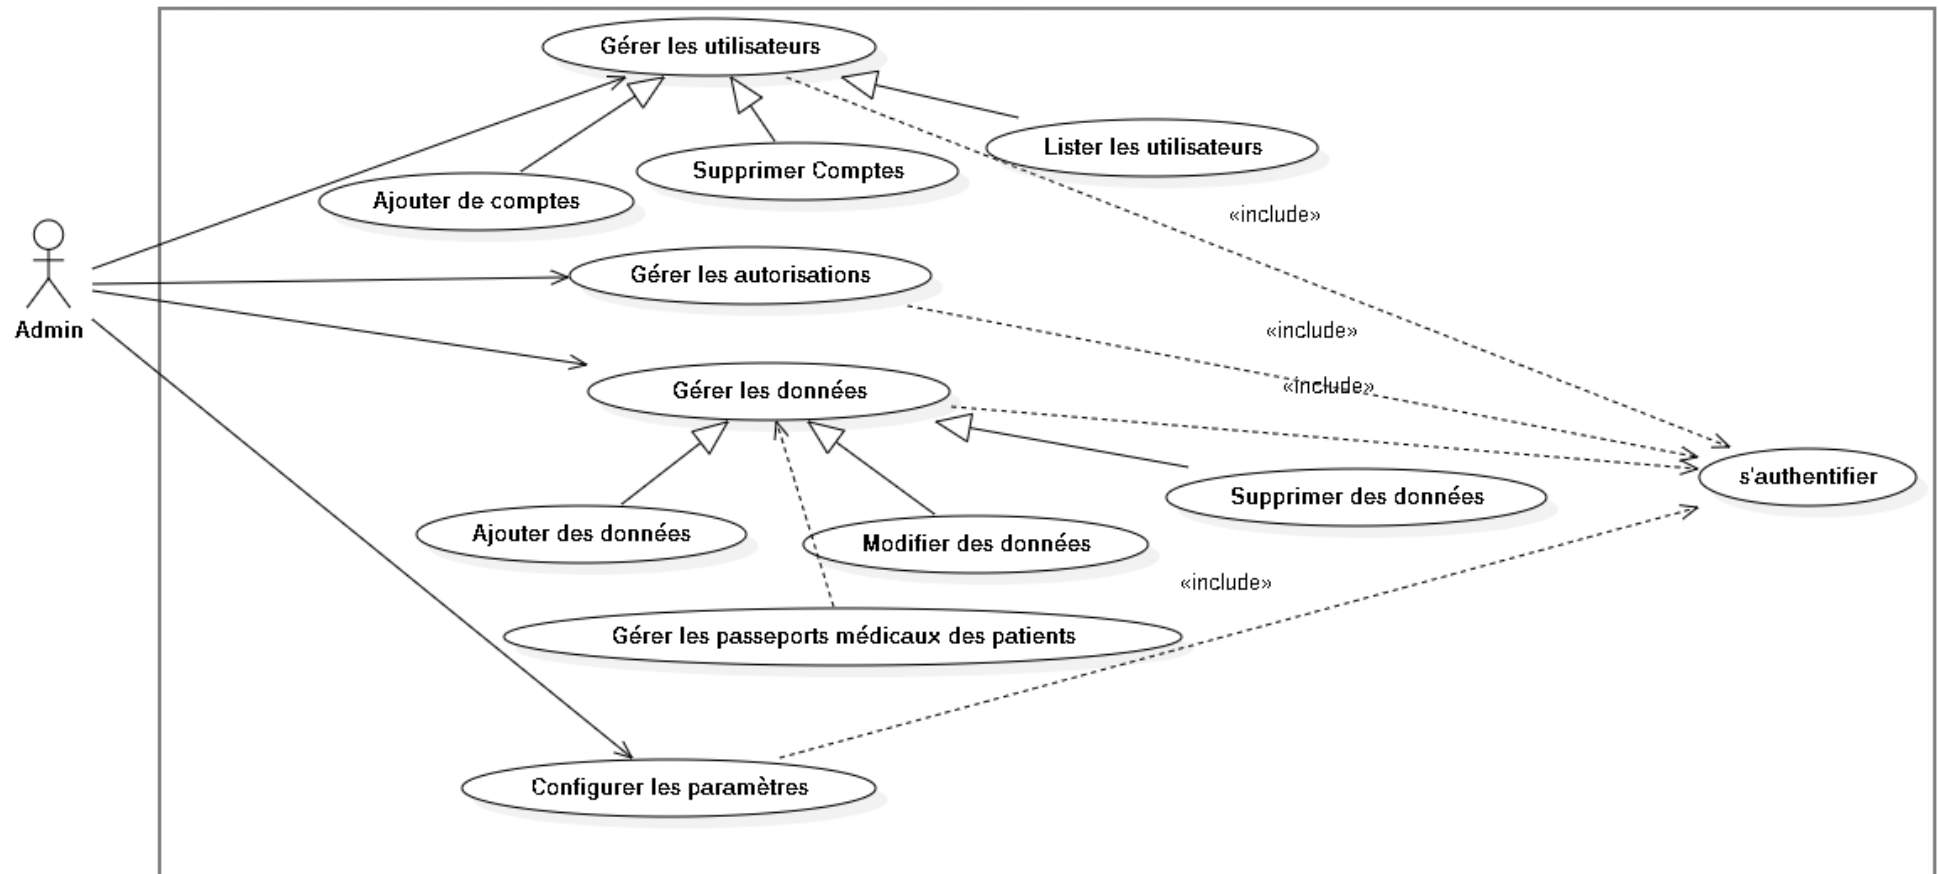 Gérer les utilisateurs
Lister les utilisateurs
Supprimer Comptes
Ajouter de comptes
«include»
Gérer les autorisations
Admin
«include»
«include»
Gérer les données
s'authentifier
Supprimer des données
Ajouter des données
Modifier des données
«include»
Gérer les passeports médicaux des patients
Configurer les paramètres